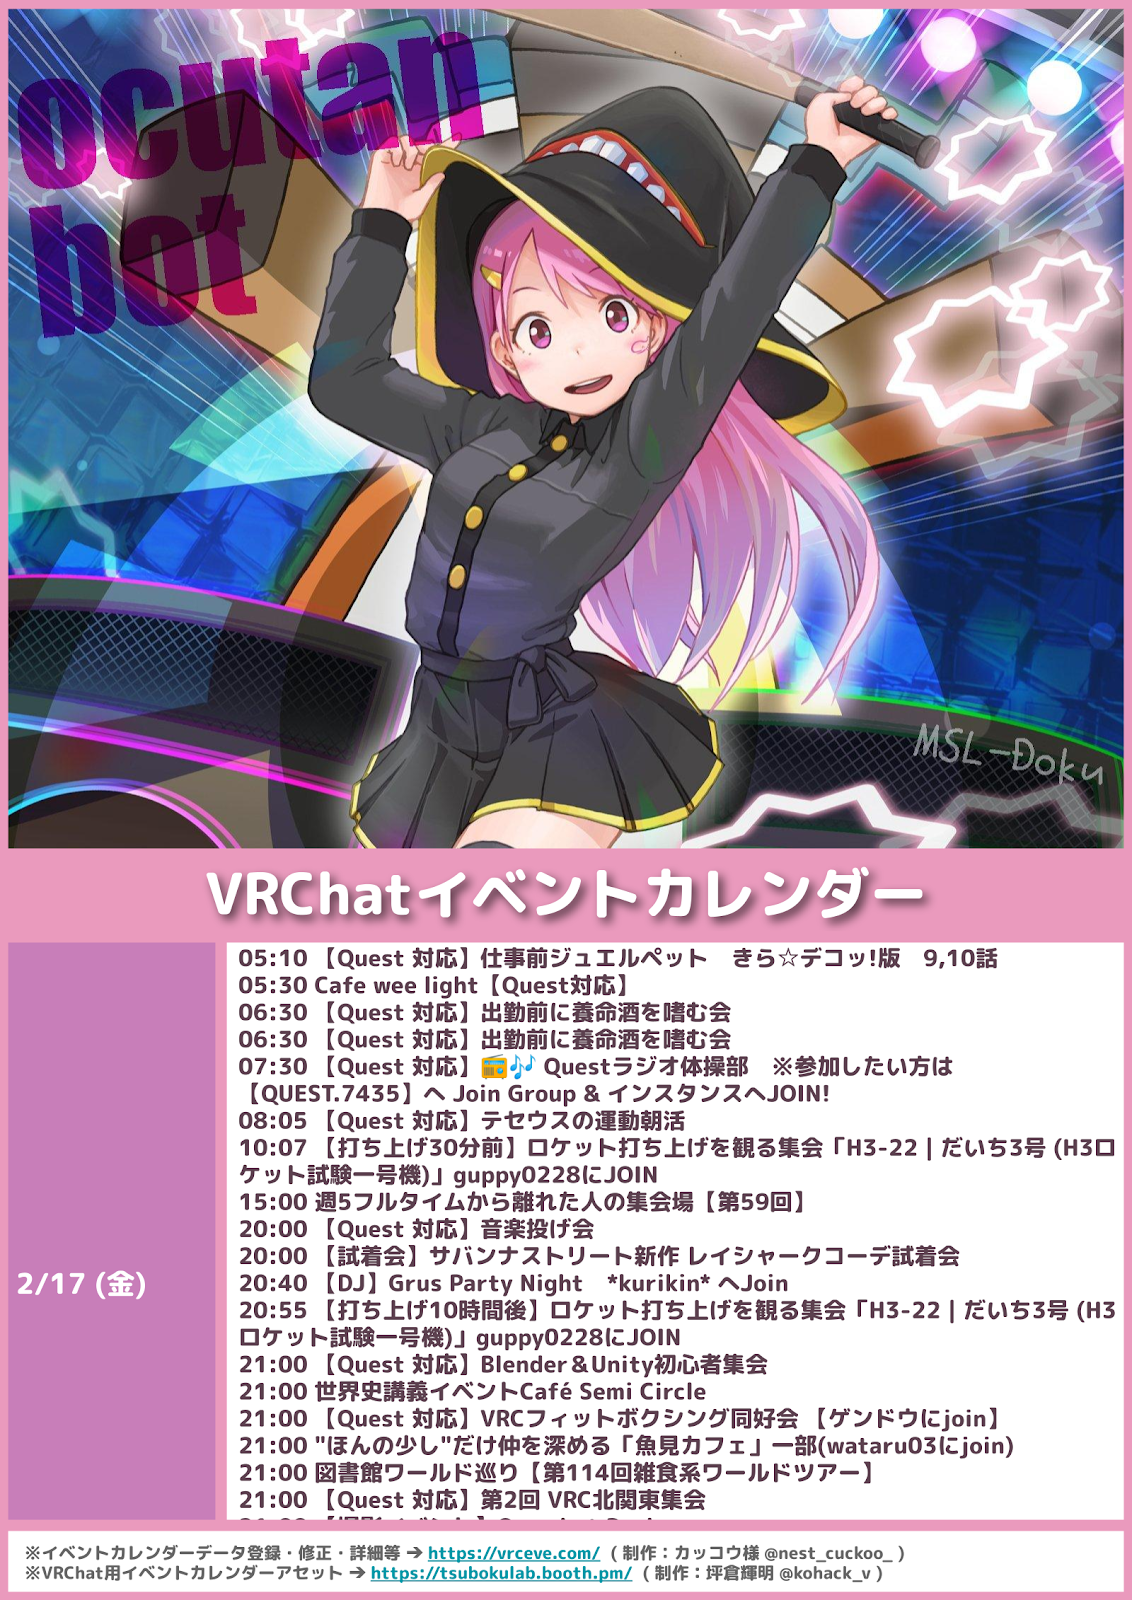 ocutan
bot
MSL-Doku
VRChatイベントカレンダー
2/17 (金)
05:10 【Quest 対応】仕事前ジュエルペット　きら☆デコッ!版　9,10話
05:30 Cafe wee light【Quest対応】
06:30 【Quest 対応】出勤前に養命酒を嗜む会
06:30 【Quest 対応】出勤前に養命酒を嗜む会
07:30 【Quest 対応】📻🎶 Questラジオ体操部　※参加したい方は
【QUEST.7435】へ Join Group & インスタンスへJOIN!
08:05 【Quest 対応】テセウスの運動朝活
10:07 【打ち上げ30分前】ロケット打ち上げを観る集会「H3-22 | だいち3号 (H3ロ
ケット試験一号機)」guppy0228にJOIN
15:00 週5フルタイムから離れた人の集会場【第59回】
20:00 【Quest 対応】音楽投げ会
20:00 【試着会】サバンナストリート新作 レイシャークコーデ試着会
20:40 【DJ】Grus Party Night　*kurikin* へJoin
20:55 【打ち上げ10時間後】ロケット打ち上げを観る集会「H3-22 | だいち3号 (H3
ロケット試験一号機)」guppy0228にJOIN
21:00 【Quest 対応】Blender＆Unity初心者集会
21:00 世界史講義イベントCafé Semi Circle
21:00 【Quest 対応】VRCフィットボクシング同好会 【ゲンドウにjoin】
21:00 "ほんの少し"だけ仲を深める「魚見カフェ」一部(wataru03にjoin)
21:00 図書館ワールド巡り【第114回雑食系ワールドツアー】
21:00 【Quest 対応】第2回 VRC北関東集会
※イベントカレンダーデータ登録・修正・詳細等 ➔ https://vrceve.com/ ( 制作：カッコウ様 @nest_cuckoo_ )
※VRChat用イベントカレンダーアセット ➔ https://tsubokulab.booth.pm/ ( 制作：坪倉輝明 @kohack_v )